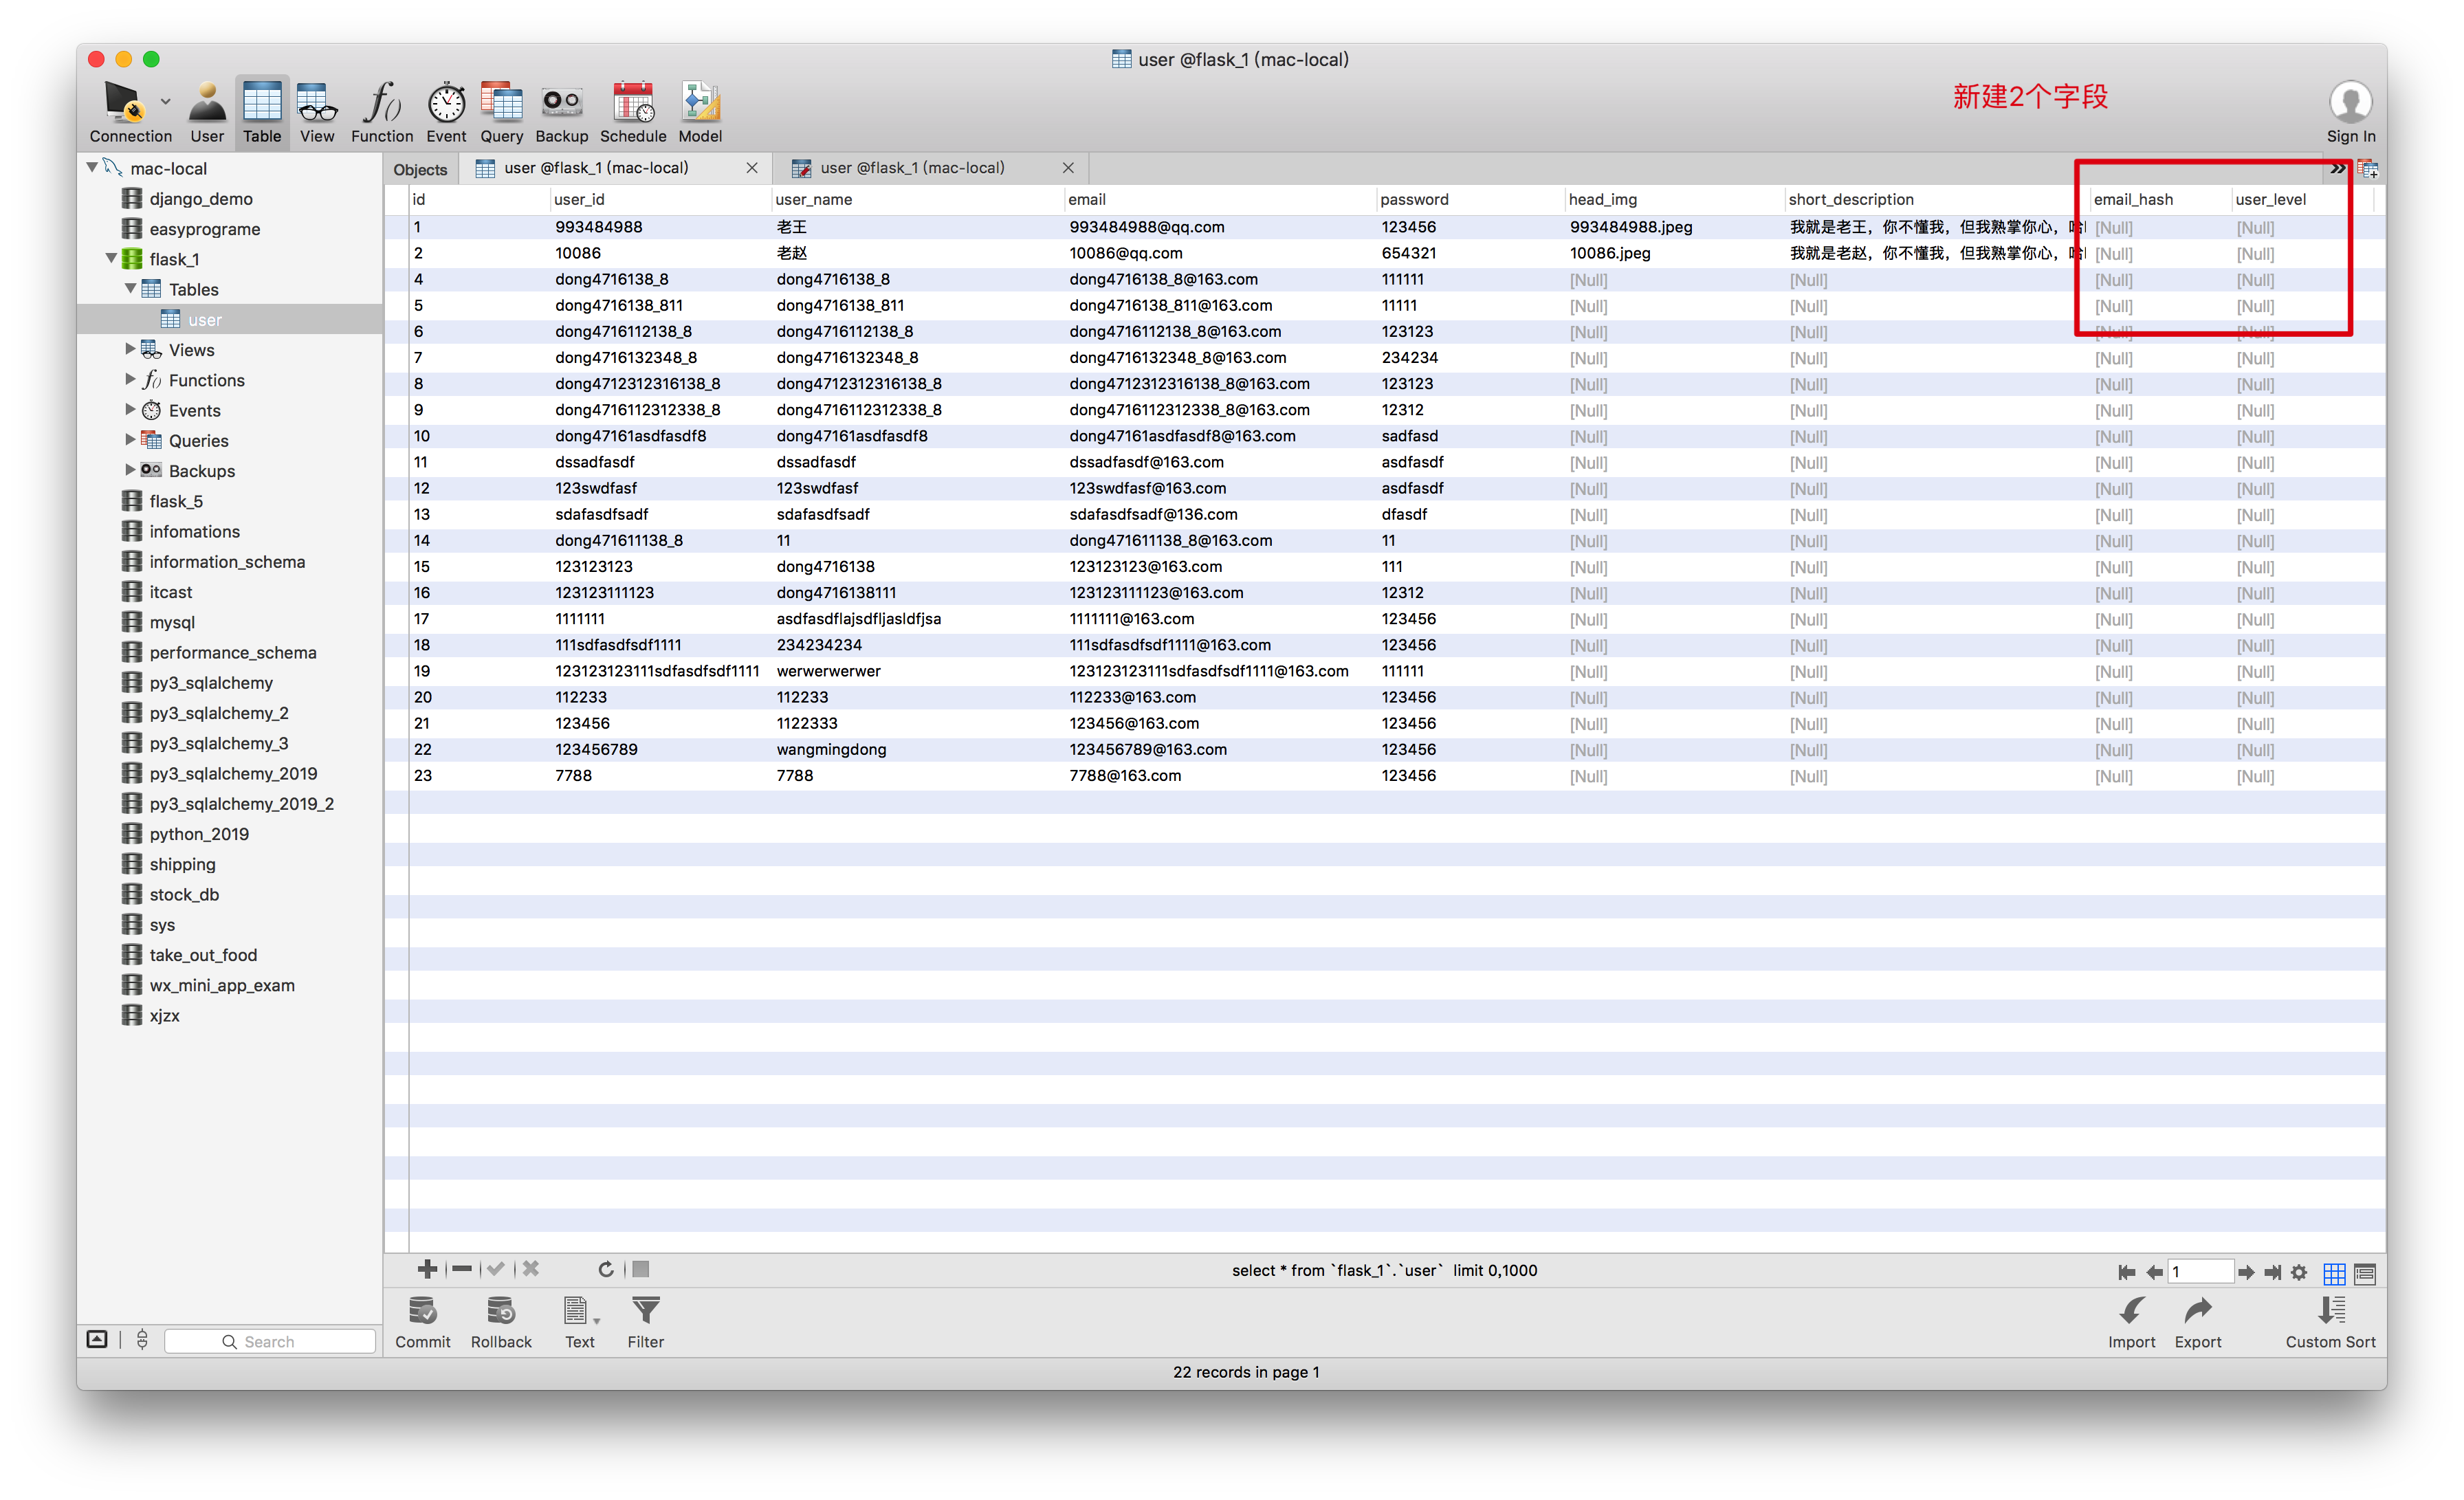 user @flask_1 (mac-local)
新建2个字段
Connection User Table View Function Event Query Backup Schedule Model Sign In
mac-local
django_demo
easyprograme
flask_1
Tables
user
Views
Functions
Events
Queries
Backups
flask_5
infomations
information_schema
itcast
mysql
performance_schema
py3_sqlalchemy
py3_sqlalchemy_2
py3_sqlalchemy_3
py3_sqlalchemy_2019
py3_sqlalchemy_2019_2
python_2019
shipping
stock_db
sys
take_out_food
wx_mini_app_exam
xjzx
Search
Objects user @flask_1 (mac-local) user @flask_1 (mac-local)
id user_id user_name email password head_img short_description email_hash user_level
1 993484988 老王 993484988@qq.com 123456 993484988.jpeg 我就是老王，你不懂我，但我熟掌你心， [Null] [Null]
2 10086 老赵 10086@qq.com 654321 10086.jpeg 我就是老赵，你不懂我，但我熟掌你心， [Null] [Null]
4 dong4716138_8 dong4716138_8 dong4716138_8@163.com 111111 [Null] [Null] [Null] [Null]
5 dong4716138_811 dong4716138_811 dong4716138_811@163.com 11111 [Null] [Null] [Null] [Null]
6 dong4716112138_8 dong4716112138_8 dong4716112138_8@163.com 123123 [Null] [Null] [Null] [Null]
7 dong4716132348_8 dong4716132348_8 dong4716132348_8@163.com 234234 [Null] [Null] [Null] [Null]
8 dong4712312316138_8 dong4712312316138_8 dong4712312316138_8@163.com 123123 [Null] [Null] [Null] [Null]
9 dong4716112312338_8 dong4716112312338_8 dong4716112312338_8@163.com 12312 [Null] [Null] [Null] [Null]
10 dong47161asdfasdf8 dong47161asdfasdf8 dong47161asdfasdf8@163.com sadfasd [Null] [Null] [Null] [Null]
11 dssadfasdf dssadfasdf dssadfasdf@163.com asdfasdf [Null] [Null] [Null] [Null]
12 123swdfasf 123swdfasf 123swdfasf@163.com asdfasdf [Null] [Null] [Null] [Null]
13 sdafasdfsadf sdafasdfsadf sdafasdfsadf@136.com dfasdf [Null] [Null] [Null] [Null]
14 dong471611138_8 11 dong471611138_8@163.com 11 [Null] [Null] [Null] [Null]
15 123123123 dong4716138 123123123@163.com 111 [Null] [Null] [Null] [Null]
16 123123111123 dong4716138111 123123111123@163.com 12312 [Null] [Null] [Null] [Null]
17 1111111 asdfasdflajsdfljasldfjsa 1111111@163.com 123456 [Null] [Null] [Null] [Null]
18 111sdfasdfsdf1111 234234234 111sdfasdfsdf1111@163.com 123456 [Null] [Null] [Null] [Null]
19 123123123111sdfasdfsdf1111 werwerwerwer 123123123111sdfasdfsdf1111@163.com 111111 [Null] [Null] [Null] [Null]
20 112233 112233 112233@163.com 123456 [Null] [Null] [Null] [Null]
21 123456 1122333 123456@163.com 123456 [Null] [Null] [Null] [Null]
22 123456789 wangmingdong 123456789@163.com 123456 [Null] [Null] [Null] [Null]
23 7788 7788 7788@163.com 123456 [Null] [Null] [Null] [Null]
select * from `flask_1`.`user` limit 0,1000 1
Commit Rollback Text Filter Import Export Custom Sort
22 records in page 1